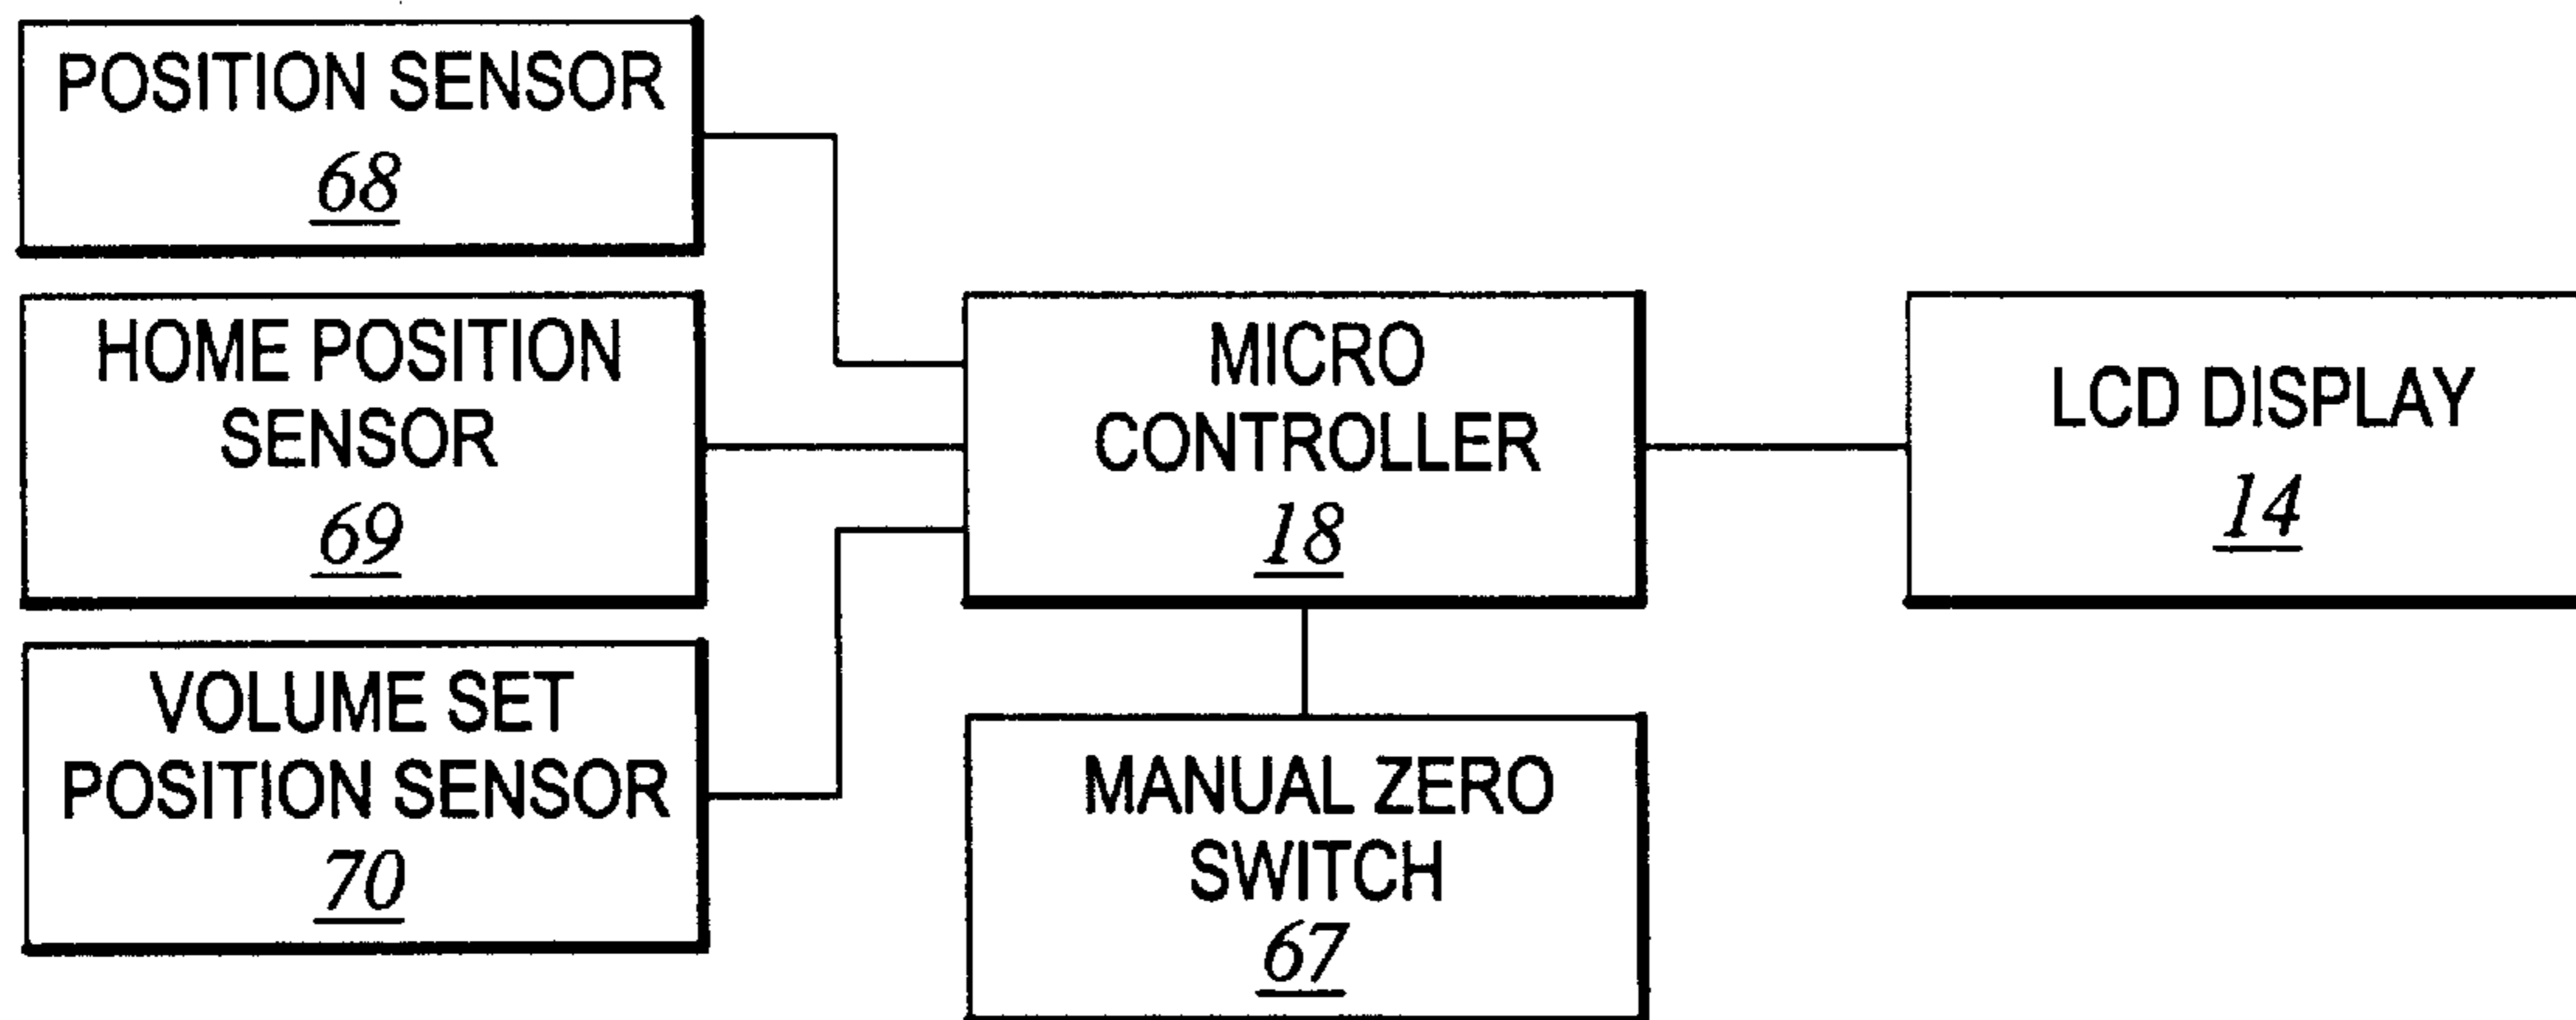 POSITION SENSOR
68
HOME POSITION
SENSOR
69
VOLUME SET
POSITION SENSOR
70
MICRO
CONTROLLER
18
MANUAL ZERO
SWITCH
67
LCD DISPLAY
14